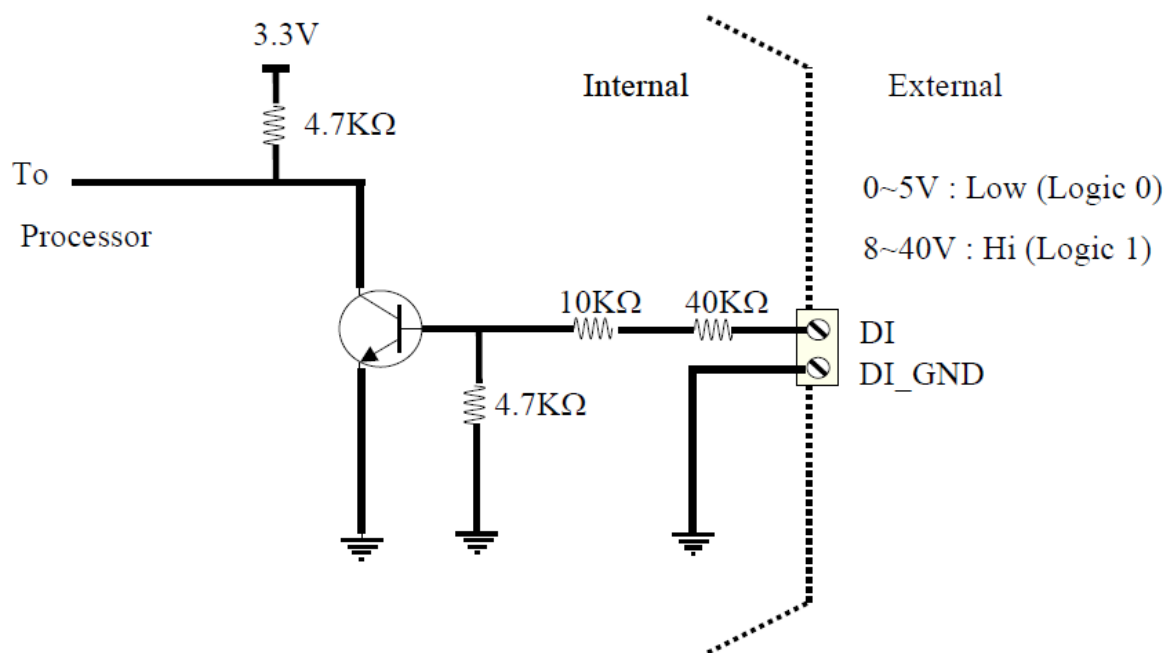 3.3V
4.7KΩ
Internal
External
To
Processor
0~5V : Low (Logic 0)
8~40V : Hi (Logic 1)
10KΩ
40KΩ
DI
DI_GND
4.7KΩ